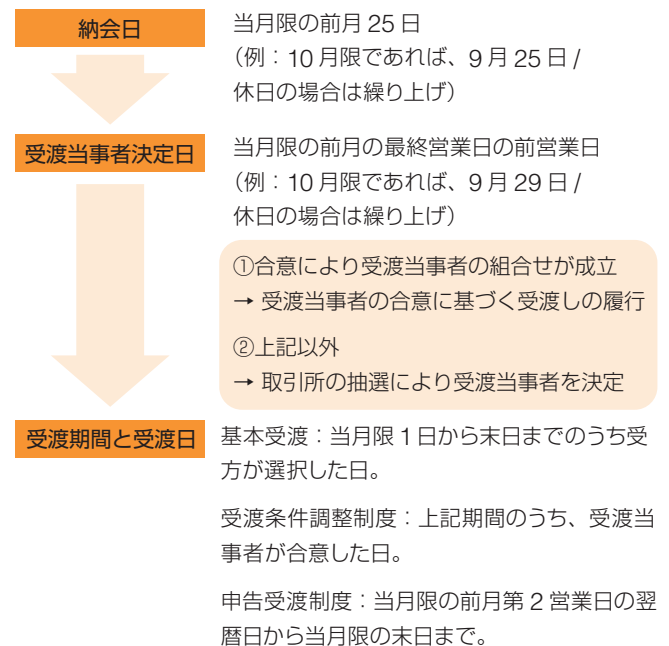 納会日
当月限の前月 25 日
（例：10 月限であれば、9 月 25 日 /
休日の場合は繰り上げ）
受渡当事者決定日
当月限の前月の最終営業日の前営業日
（例：10 月限であれば、9 月 29 日 /
休日の場合は繰り上げ）
①合意により受渡当事者の組合せが成立
→ 受渡当事者の合意に基づく受渡しの履行
②上記以外
→ 取引所の抽選により受渡当事者を決定
受渡期間と受渡日
基本受渡：当月限 1 日から末日までのうち受
方が選択した日。
受渡条件調整制度：上記期間のうち、受渡当
事者が合意した日。
申告受渡制度：当月限の前月第 2 営業日の翌
暦日から当月限の末日まで。